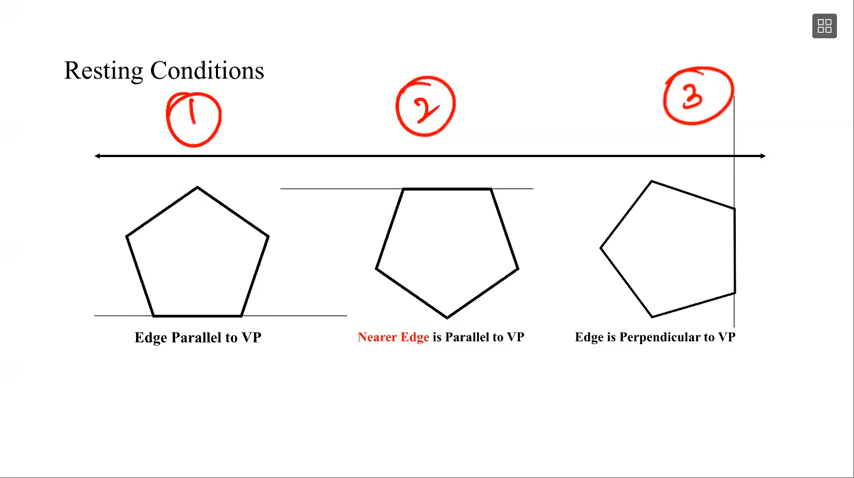 Resting Conditions
1
2
3
Edge Parallel to VP
Nearer Edge is Parallel to VP
Edge is Perpendicular to VP